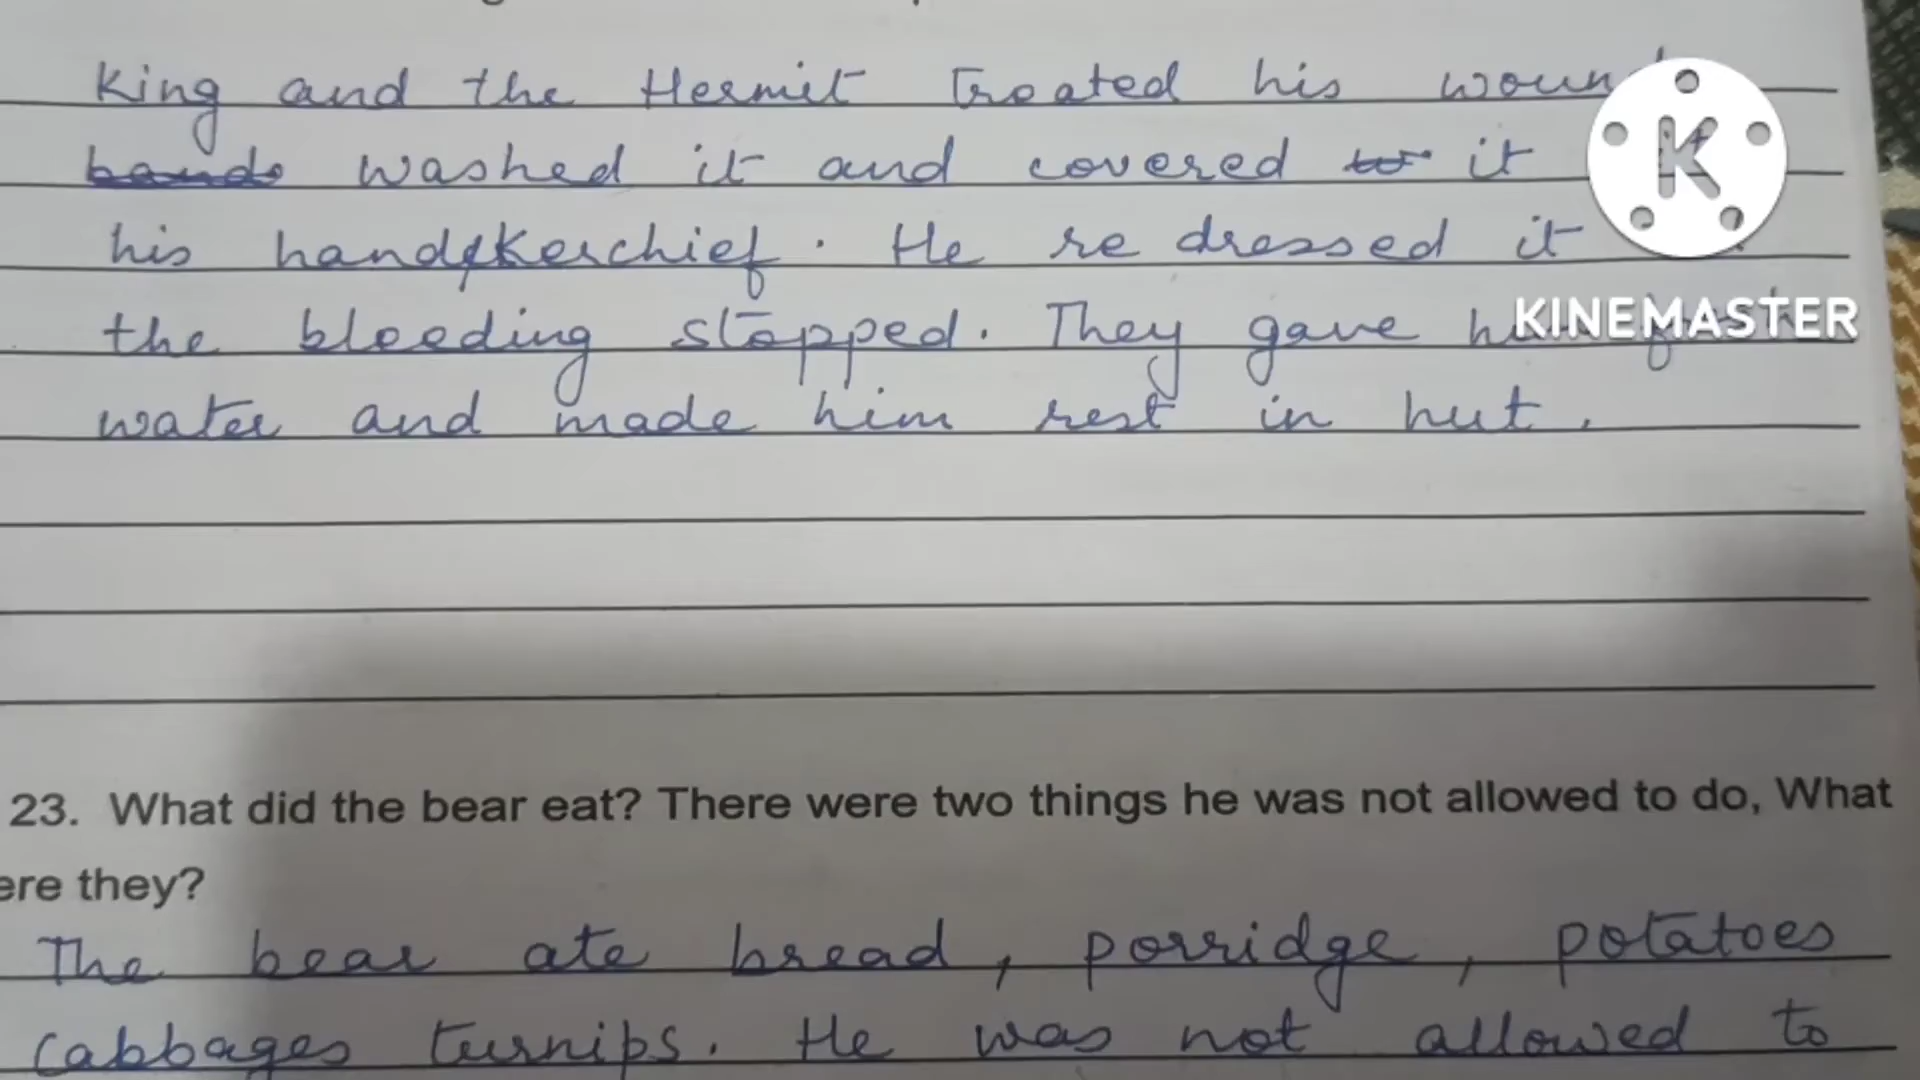 King and the Hermit Treated his
washed it and covered it
his handkerchief. He re dressed it
the bleeding stopped. They gave
water and made him rest in hut.
K
KINEMASTER
23. What did the bear eat? There were two things he was not allowed to do, What
ere they?
The bear ate bread, porridge, potatoes
cabbages turnips. He was not allowed to